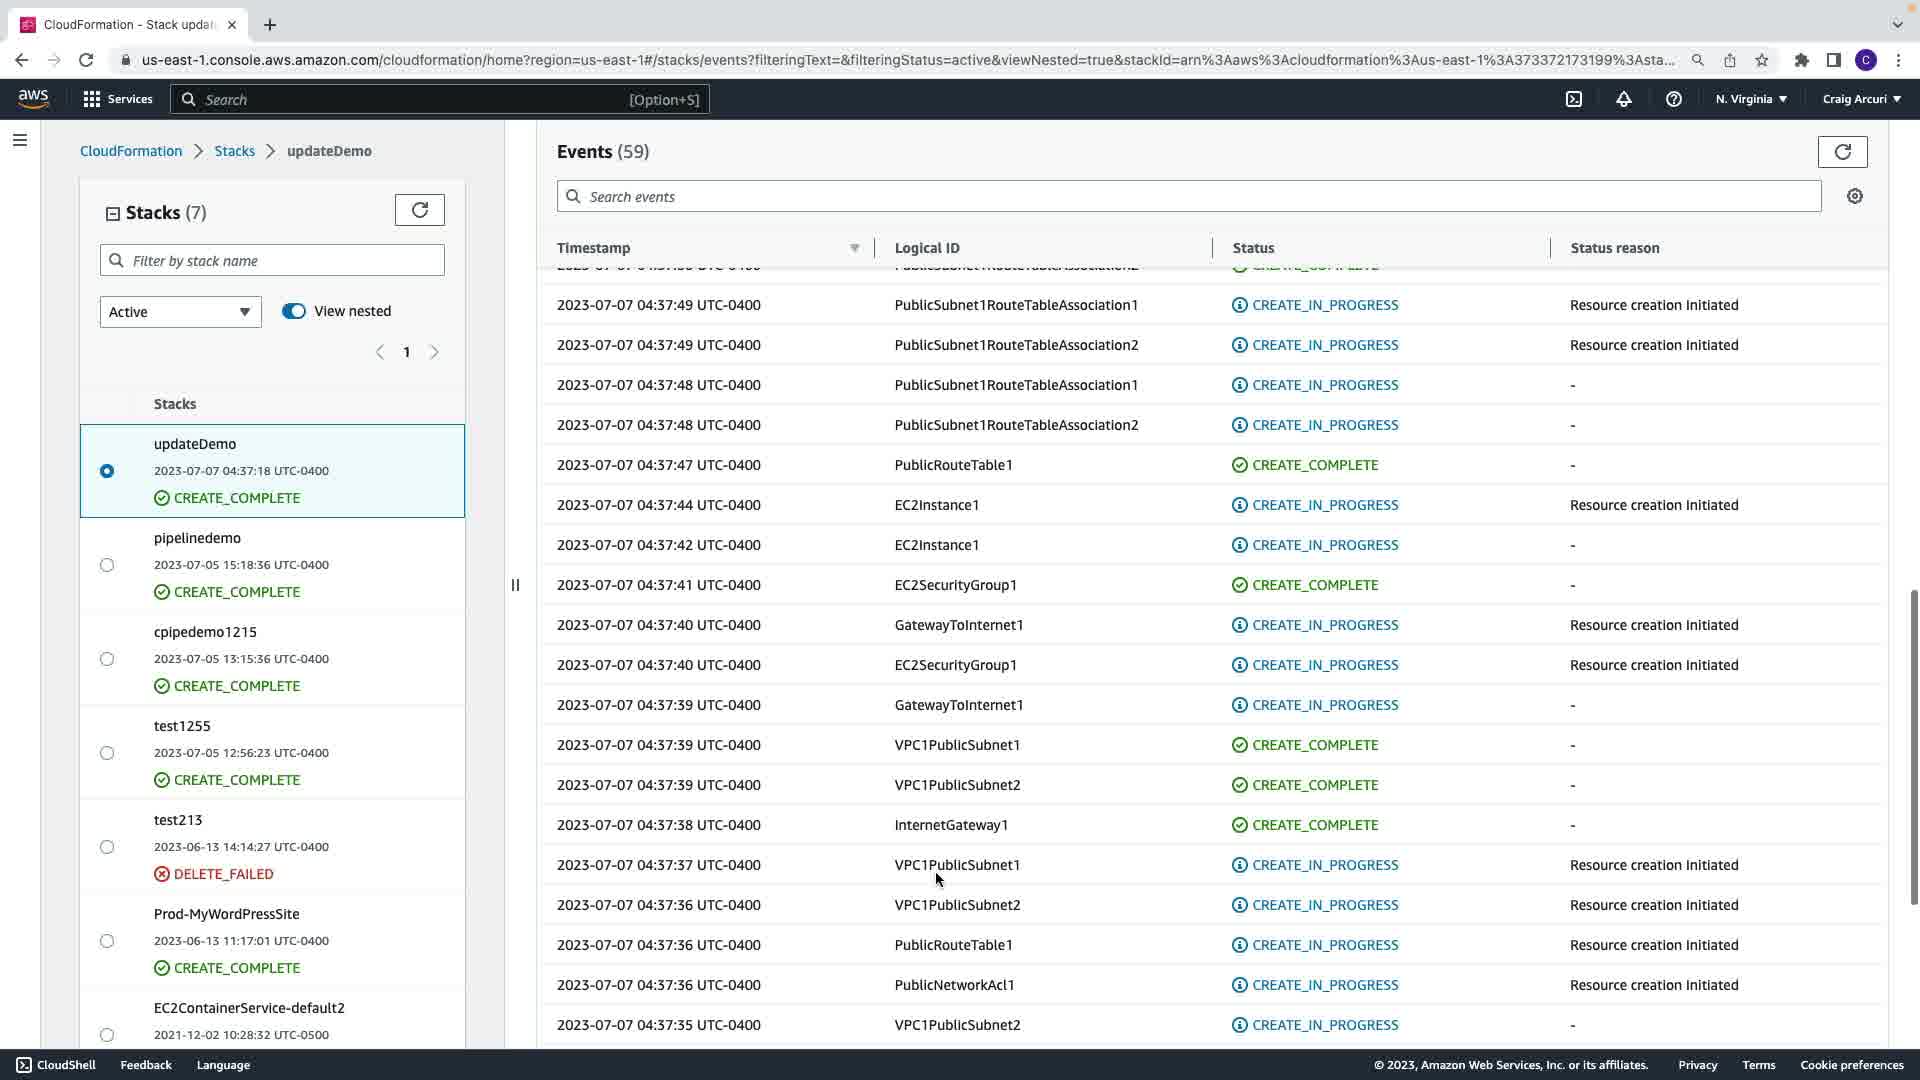 CloudFormation - Stack updat
us-east-1.console.aws.amazon.com/cloudformation/home?region=us-east-1#/stacks/events?filteringText=&filteringStatus=active&viewNested=true&stackId=arn%3Aaws%3Acloudformation%3Aus-east-1%3A373372173199%3Asta...
C
aws
Services
Search
[Option+S]
N. Virginia
Craig Arcuri
CloudFormation
Stacks
updateDemo
Stacks (7)
Filter by stack name
Active
View nested
1
Stacks
updateDemo
2023-07-07 04:37:18 UTC-0400
CREATE_COMPLETE
pipelinedemo
2023-07-05 15:18:36 UTC-0400
CREATE_COMPLETE
cpipedemo1215
2023-07-05 13:15:36 UTC-0400
CREATE_COMPLETE
test1255
2023-07-05 12:56:23 UTC-0400
CREATE_COMPLETE
test213
2023-06-13 14:14:27 UTC-0400
DELETE_FAILED
Prod-MyWordPressSite
2023-06-13 11:17:01 UTC-0400
CREATE_COMPLETE
EC2ContainerService-default2
2021-12-02 10:28:32 UTC-0500
Events (59)
Search events
Timestamp Logical ID Status Status reason
PublicSubnet1RouteTableAssociation2 CREATE_COMPLETE
2023-07-07 04:37:49 UTC-0400 PublicSubnet1RouteTableAssociation1 CREATE_IN_PROGRESS Resource creation Initiated
2023-07-07 04:37:49 UTC-0400 PublicSubnet1RouteTableAssociation2 CREATE_IN_PROGRESS Resource creation Initiated
2023-07-07 04:37:48 UTC-0400 PublicSubnet1RouteTableAssociation1 CREATE_IN_PROGRESS -
2023-07-07 04:37:48 UTC-0400 PublicSubnet1RouteTableAssociation2 CREATE_IN_PROGRESS -
2023-07-07 04:37:47 UTC-0400 PublicRouteTable1 CREATE_COMPLETE -
2023-07-07 04:37:44 UTC-0400 EC2Instance1 CREATE_IN_PROGRESS Resource creation Initiated
2023-07-07 04:37:42 UTC-0400 EC2Instance1 CREATE_IN_PROGRESS -
2023-07-07 04:37:41 UTC-0400 EC2SecurityGroup1 CREATE_COMPLETE -
2023-07-07 04:37:40 UTC-0400 GatewayToInternet1 CREATE_IN_PROGRESS Resource creation Initiated
2023-07-07 04:37:40 UTC-0400 EC2SecurityGroup1 CREATE_IN_PROGRESS Resource creation Initiated
2023-07-07 04:37:39 UTC-0400 GatewayToInternet1 CREATE_IN_PROGRESS -
2023-07-07 04:37:39 UTC-0400 VPC1PublicSubnet1 CREATE_COMPLETE -
2023-07-07 04:37:39 UTC-0400 VPC1PublicSubnet2 CREATE_COMPLETE -
2023-07-07 04:37:38 UTC-0400 InternetGateway1 CREATE_COMPLETE -
2023-07-07 04:37:37 UTC-0400 VPC1PublicSubnet1 CREATE_IN_PROGRESS Resource creation Initiated
2023-07-07 04:37:36 UTC-0400 VPC1PublicSubnet2 CREATE_IN_PROGRESS Resource creation Initiated
2023-07-07 04:37:36 UTC-0400 PublicRouteTable1 CREATE_IN_PROGRESS Resource creation Initiated
2023-07-07 04:37:36 UTC-0400 PublicNetworkAcl1 CREATE_IN_PROGRESS Resource creation Initiated
2023-07-07 04:37:35 UTC-0400 VPC1PublicSubnet2 CREATE_IN_PROGRESS -
CloudShell
Feedback
Language
© 2023, Amazon Web Services, Inc. or its affiliates.
Privacy
Terms
Cookie preferences